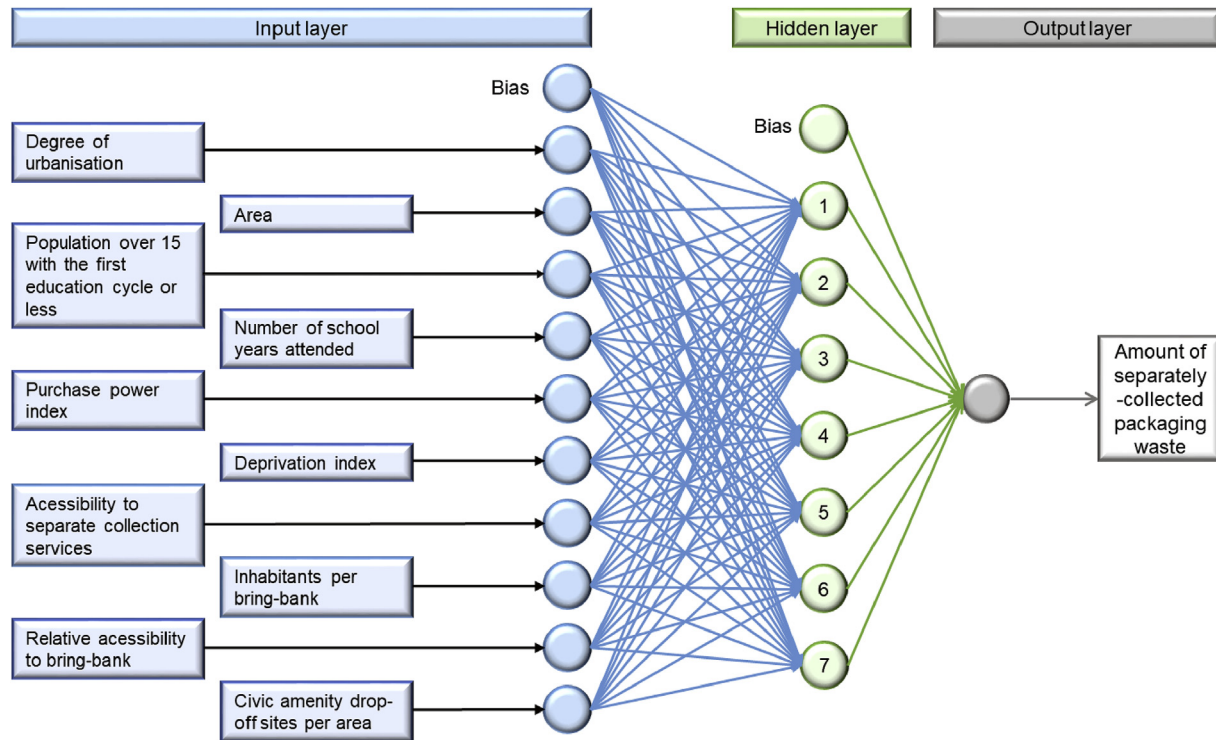 Input layer
Hidden layer
Output layer
Bias
Bias
Degree of
urbanisation
Area
Population over 15
with the first
education cycle or
less
Number of school
years attended
Purchase power
index
Deprivation index
Acessibility to
separate collection
services
Inhabitants per
bring-bank
Relative acessibility
to bring-bank
Civic amenity drop-
off sites per area
1
2
3
4
5
6
7
Amount of
separately
-collected
packaging
waste